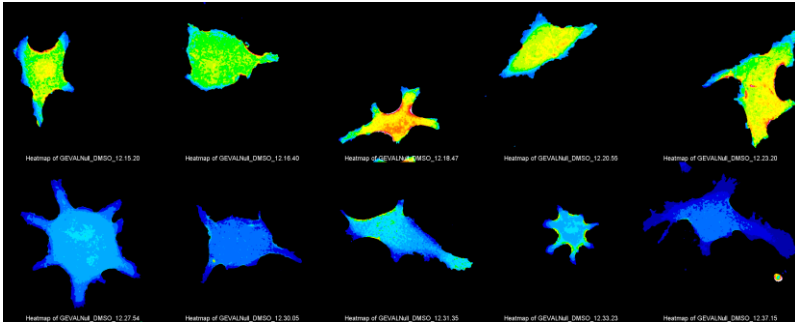 Heatmap of GEVALNull_DMSO_12.15.20
Heatmap of GEVALNull_DMSO_12.16.40
Heatmap of GEVALNull_DMSO_12.18.47
Heatmap of GEVALNull_DMSO_12.20.55
Heatmap of GEVALNull_DMSO_12.23.20
Heatmap of GEVALNull_DMSO_12.27.54
Heatmap of GEVALNull_DMSO_12.30.05
Heatmap of GEVALNull_DMSO_12.31.35
Heatmap of GEVALNull_DMSO_12.33.23
Heatmap of GEVALNull_DMSO_12.37.15